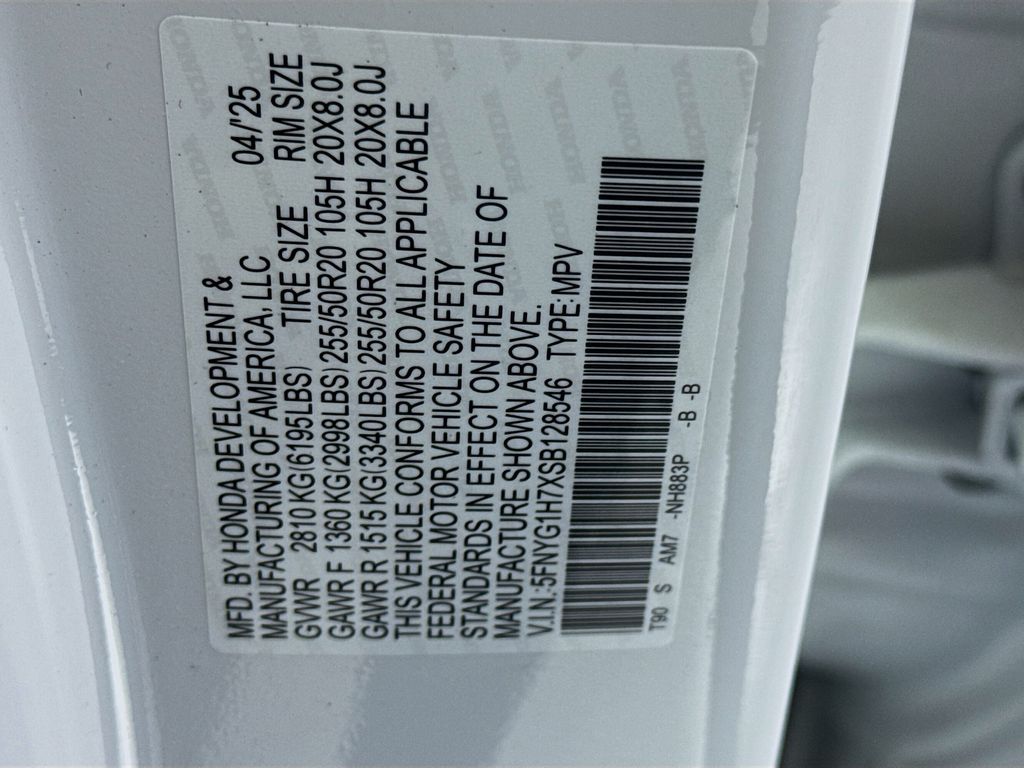 MFD. BY HONDA DEVELOPMENT & 04/'25
MANUFACTURING OF AMERICA, LLC
GVWR 2810 KG(6195LBS) TIRE SIZE RIM SIZE
GAWR F 1360 KG(2998LBS) 255/50R20 105H 20X8.0J
GAWR R 1515 KG(3340LBS) 255/50R20 105H 20X8.0J
THIS VEHICLE CONFORMS TO ALL APPLICABLE
FEDERAL MOTOR VEHICLE SAFETY
STANDARDS IN EFFECT ON THE DATE OF
MANUFACTURE SHOWN ABOVE.
V.I.N.:5FNYG1H7XSB128546 TYPE: MPV
T90 S AM7 -NH883P -B -B